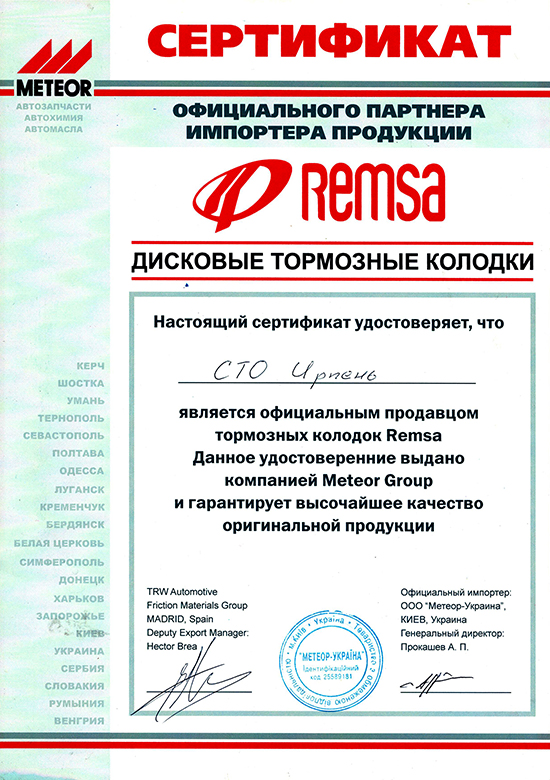 СЕРТИФИКАТ
METEOR
АВТОЗАПЧАСТИ
АВТОХИМИЯ
АВТОМАСЛА
ОФИЦИАЛЬНОГО ПАРТНЕРА
ИМПОРТЕРА ПРОДУКЦИИ
Remsa
ДИСКОВЫЕ ТОРМОЗНЫЕ КОЛОДКИ
Настоящий сертификат удостоверяет, что
СТО Ирпень
является официальным продавцом
тормозных колодок Remsa
Данное удостоверенние выдано
компанией Meteor Group
и гарантирует высочайшее качество
оригинальной продукции
КЕРЧ
ШОСТКА
УМАНЬ
ТЕРНОПОЛЬ
СЕВАСТОПОЛЬ
ПОЛТАВА
ОДЕССА
ЛУГАНСК
КРЕМЕНЧУК
БЕРДЯНСК
БЕЛАЯ ЦЕРКОВЬ
СИМФЕРОПОЛЬ
ДОНЕЦК
ХАРЬКОВ
ЗАПОРОЖЬЕ
КИЕВ
УКРАИНА
СЕРБИЯ
СЛОВАКИЯ
РУМЫНИЯ
ВЕНГРИЯ
TRW Automotive
Friction Materials Group
MADRID, Spain
Deputy Export Manager:
Hector Brea
м.Київ • Україна • Товариство з обмеженою відповідальністю
"МЕТЕОР-УКРАЇНА"
Ідентифікаційний
код 25589181
Официальный импортер:
ООО "Метеор-Украина",
КИЕВ, Украина
Генеральный директор:
Прокашев А. П.